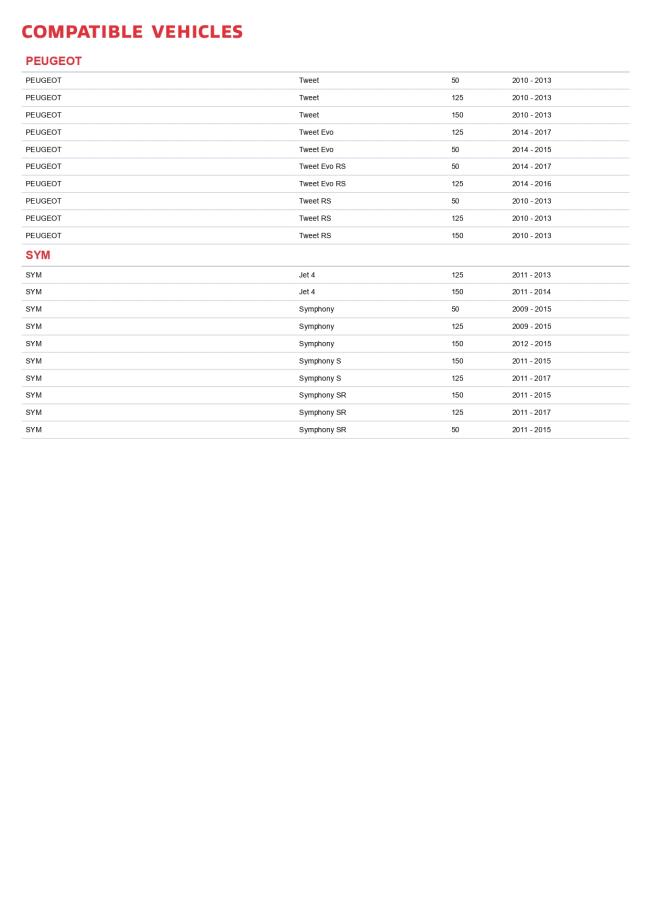 COMPATIBLE VEHICLES
PEUGEOT
PEUGEOT Tweet 50 2010 - 2013
PEUGEOT Tweet 125 2010 - 2013
PEUGEOT Tweet 150 2010 - 2013
PEUGEOT Tweet Evo 125 2014 - 2017
PEUGEOT Tweet Evo 50 2014 - 2015
PEUGEOT Tweet Evo RS 50 2014 - 2017
PEUGEOT Tweet Evo RS 125 2014 - 2016
PEUGEOT Tweet RS 50 2010 - 2013
PEUGEOT Tweet RS 125 2010 - 2013
PEUGEOT Tweet RS 150 2010 - 2013
SYM
SYM Jet 4 125 2011 - 2013
SYM Jet 4 150 2011 - 2014
SYM Symphony 50 2009 - 2015
SYM Symphony 125 2009 - 2015
SYM Symphony 150 2012 - 2015
SYM Symphony S 150 2011 - 2015
SYM Symphony S 125 2011 - 2017
SYM Symphony SR 150 2011 - 2015
SYM Symphony SR 125 2011 - 2017
SYM Symphony SR 50 2011 - 2015